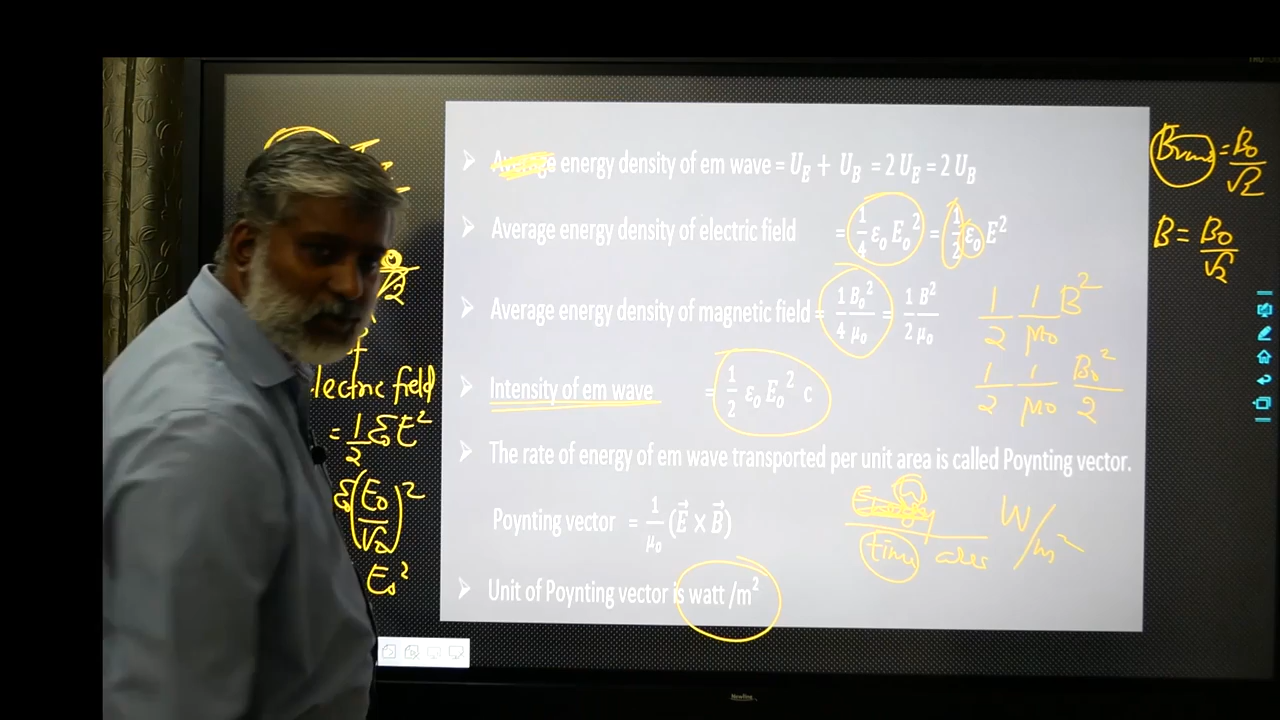 ➤ Average energy density of em wave = U_E + U_B = 2 U_E = 2 U_B
➤ Average energy density of electric field = 1/4 ε₀ E₀² = 1/2 ε₀ E²
➤ Average energy density of magnetic field = 1/4 B₀²/μ₀ = 1/2 B²/μ₀
➤ Intensity of em wave = 1/2 ε₀ E₀² c
➤ The rate of energy of em wave transported per unit area is called Poynting vector.
Poynting vector = 1/μ₀ (E⃗ × B⃗)
➤ Unit of Poynting vector is watt /m²
B₀/√2
B = B₀/√2
1/2 1/μ₀ B²
1/2 1/μ₀ B₀²/2
Energy/time area W/m²
lectric field
= 1/2 ε₀ E²
(E₀/√2)²
E₀²
Newline